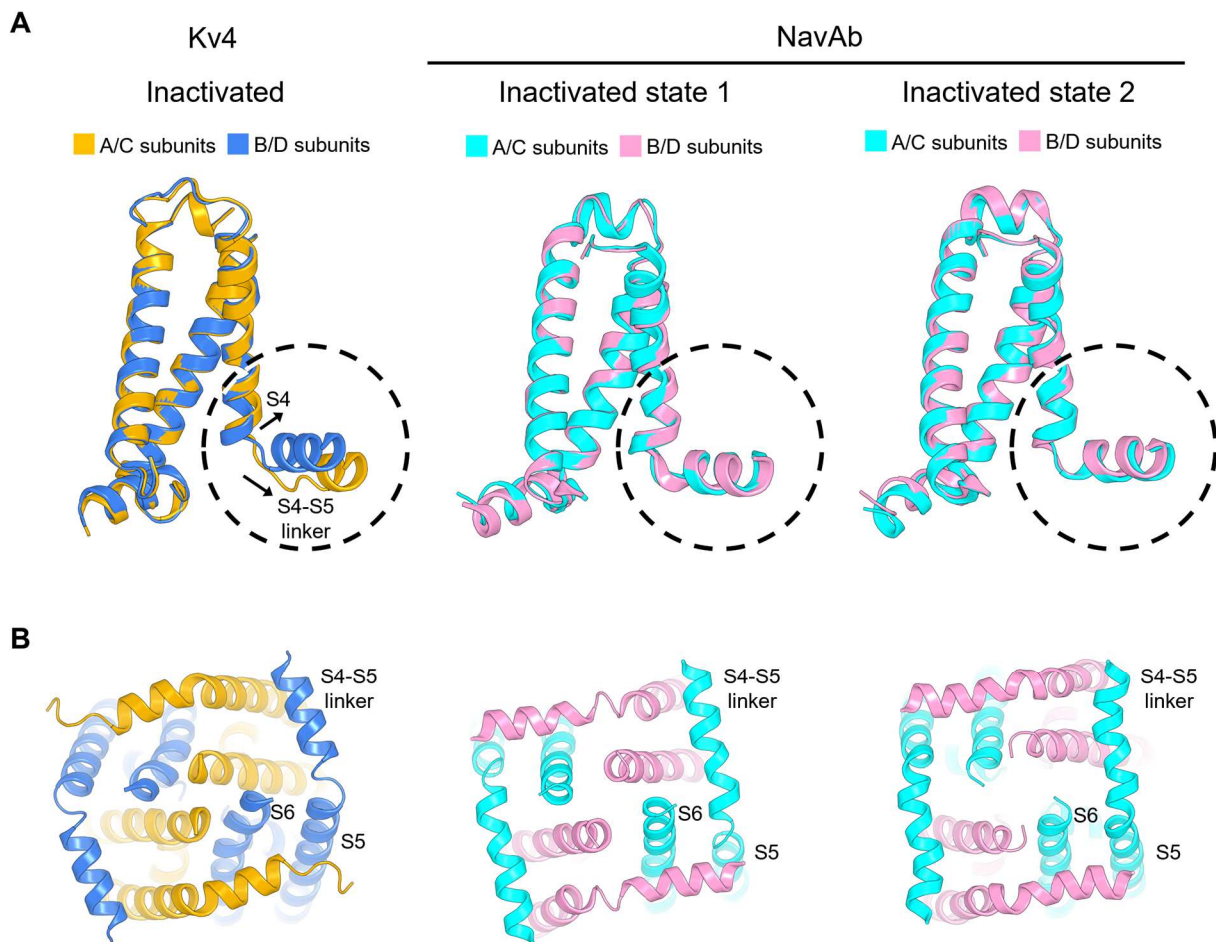 A
Kv4
NavAb
Inactivated
Inactivated state 1
Inactivated state 2
A/C subunits
B/D subunits
A/C subunits
B/D subunits
A/C subunits
B/D subunits
S4
S4-S5
linker
B
S4-S5
linker
S6
S5
S4-S5
linker
S6
S5
S4-S5
linker
S6
S5